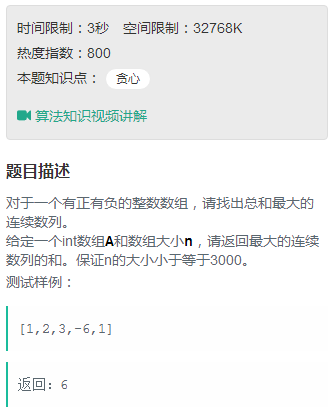 时间限制：3秒 空间限制：32768K
热度指数：800
本题知识点： 贪心
算法知识视频讲解
题目描述
对于一个有正有负的整数数组，请找出总和最大的
连续数列。
给定一个int数组A和数组大小n，请返回最大的连续
数列的和。保证n的大小小于等于3000。
测试样例：
[1,2,3,-6,1]
返回：6